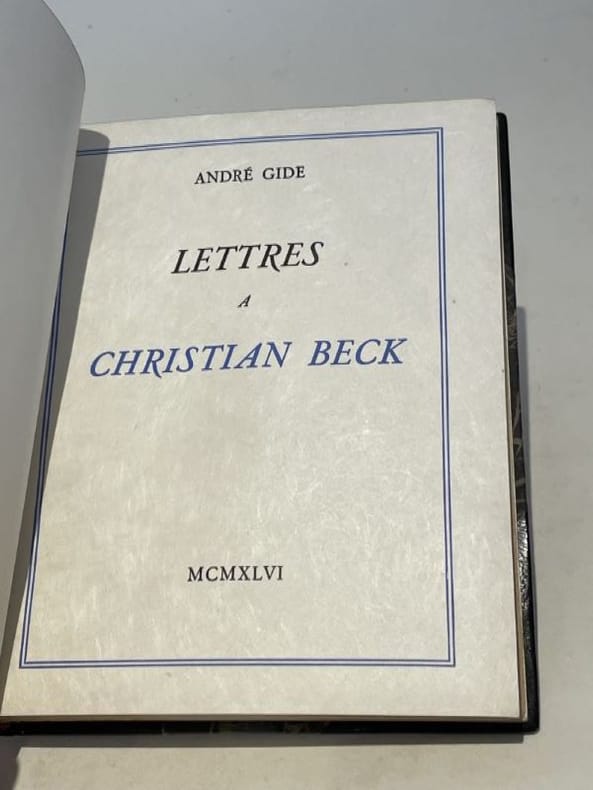 ANDRÉ GIDE
LETTRES
A
CHRISTIAN BECK
MCMXLVI